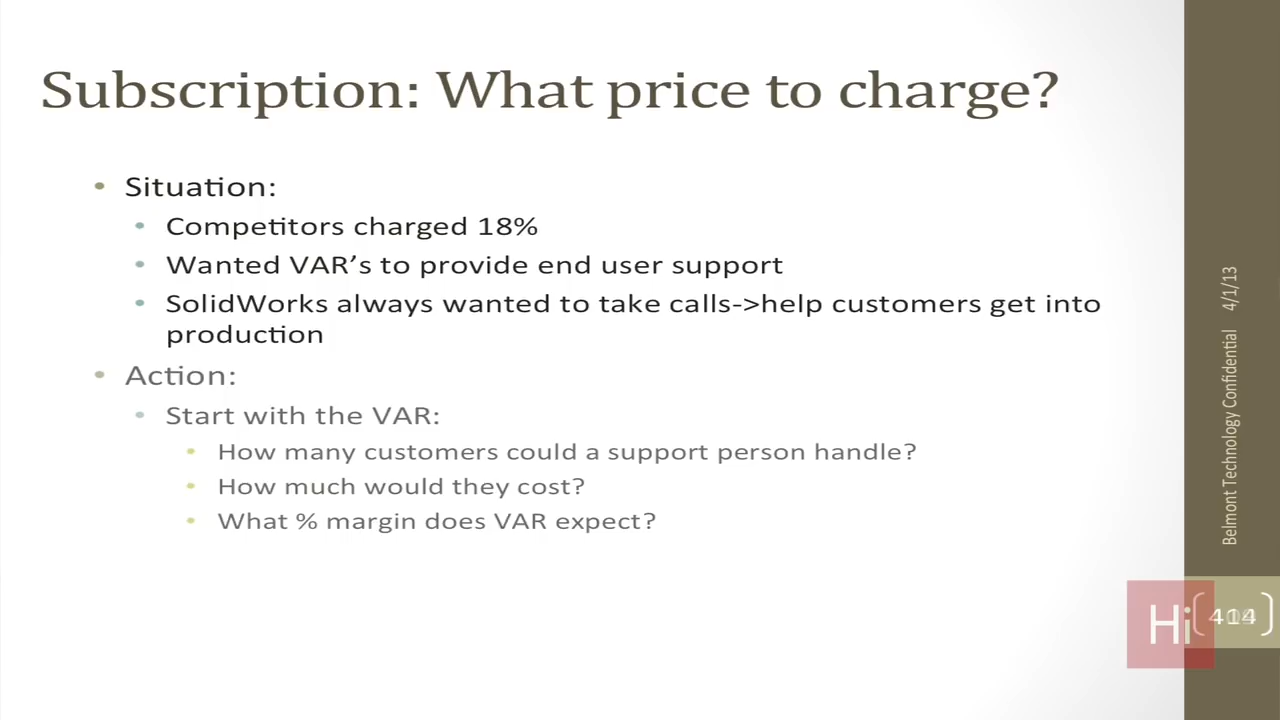 Subscription: What price to charge?
• Situation:
• Competitors charged 18%
• Wanted VAR’s to provide end user support
• SolidWorks always wanted to take calls->help customers get into
production
• Action:
• Start with the VAR:
• How many customers could a support person handle?
• How much would they cost?
• What % margin does VAR expect?
Belmont Technology Confidential 4/1/13
Hi